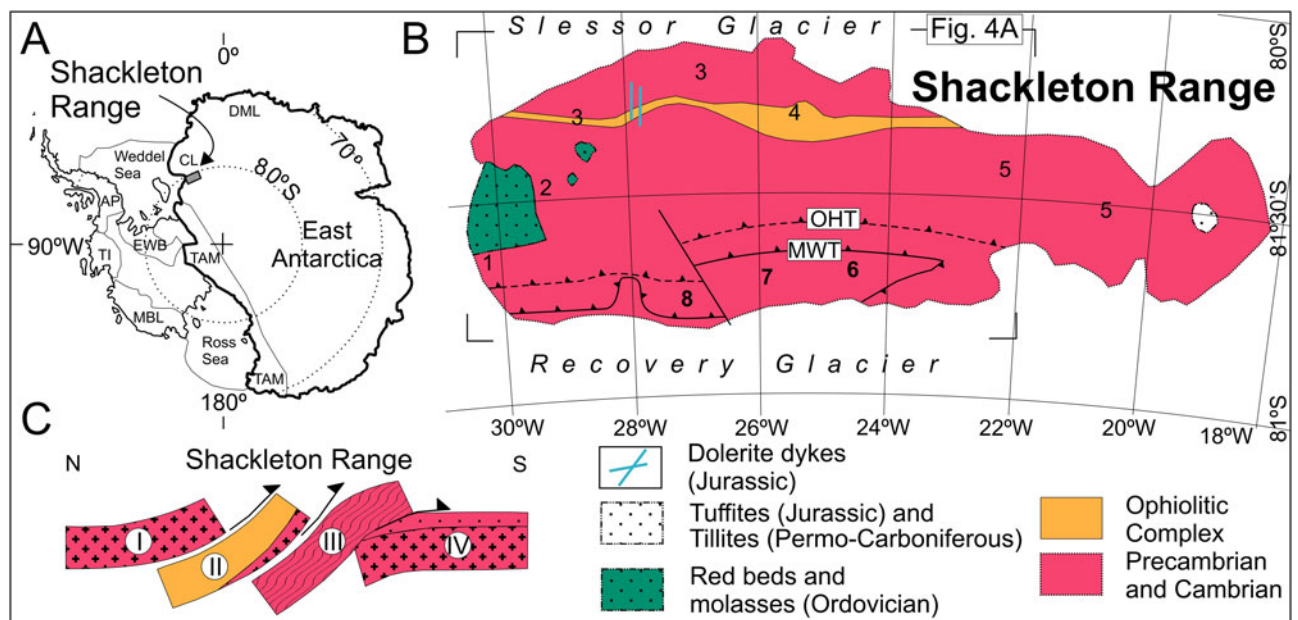 A
0º
Shackleton
Range
DML
70º
Weddel
Sea
CL
80ºS
AP
EWB
90ºW
TI
TAM
East
Antarctica
MBL
Ross
Sea
TAM
180º
B
Slessor Glacier
Fig. 4A
80ºS
Shackleton Range
3
3
4
2
5
5
81º30'S
OHT
MWT
1
7
6
8
Recovery Glacier
30ºW
28ºW
26ºW
24ºW
22ºW
20ºW
18ºW
81ºS
C
N
Shackleton Range
S
I
II
III
IV
Dolerite dykes
(Jurassic)
Tuffites (Jurassic) and
Tillites (Permo-Carboniferous)
Red beds and
molasses (Ordovician)
Ophiolitic
Complex
Precambrian
and Cambrian